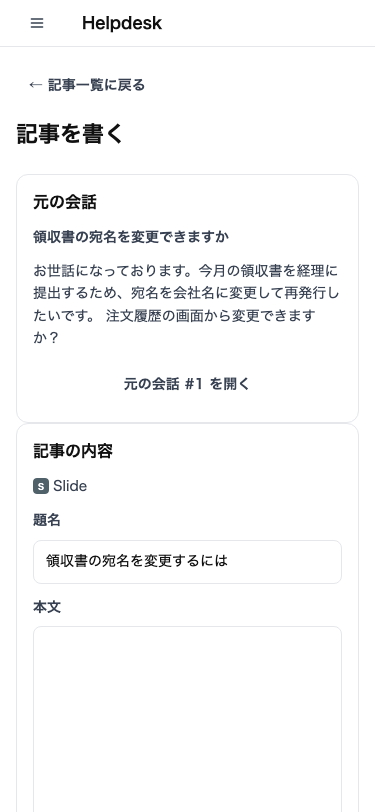 Helpdesk
← 記事一覧に戻る
記事を書く
元の会話
領収書の宛名を変更できますか
お世話になっております。今月の領収書を経理に
提出するため、宛名を会社名に変更して再発行し
たいです。 注文履歴の画面から変更できます
か？
元の会話 #1 を開く
記事の内容
s Slide
題名
領収書の宛名を変更するには
本文